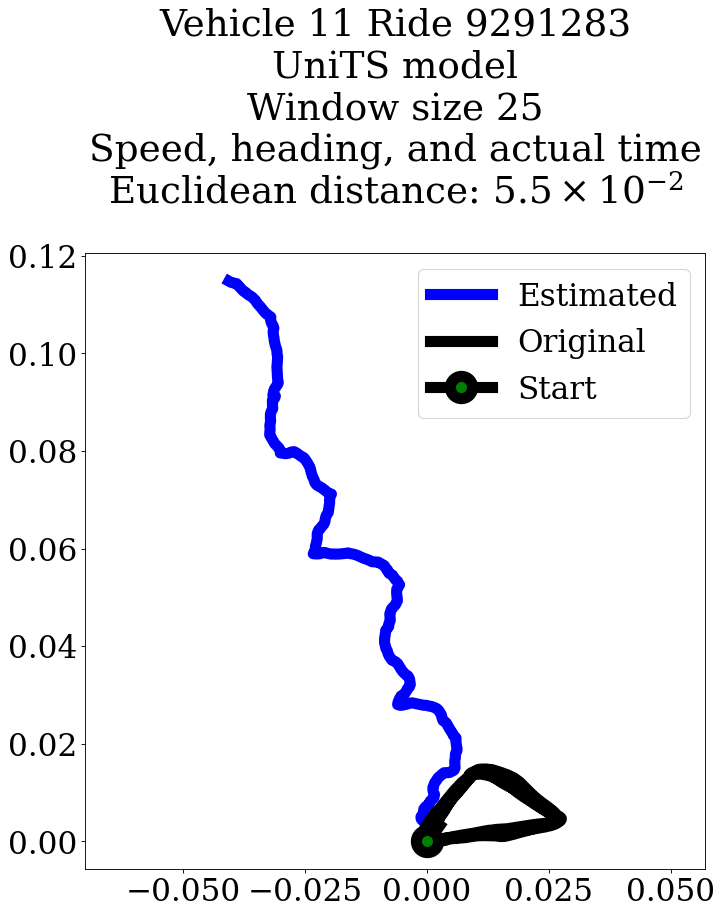 Vehicle 11 Ride 9291283
UniTS model
Window size 25
Speed, heading, and actual time
Euclidean distance: 5.5 × 10⁻²
Estimated
Original
Start
0.12
0.10
0.08
0.06
0.04
0.02
0.00
−0.050 −0.025 0.000 0.025 0.050